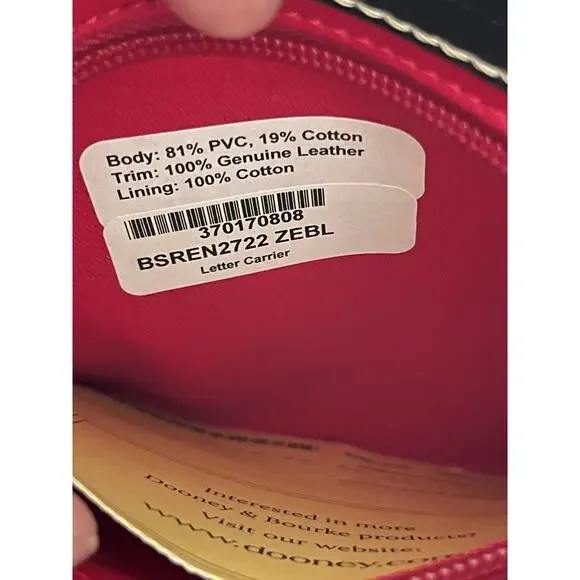 Body: 81% PVC, 19% Cotton
Trim: 100% Genuine Leather
Lining: 100% Cotton
370170808
BSREN2722 ZEBL
Letter Carrier
Interested in more
Dooney & Bourke products?
Visit our website:
www.dooney.com